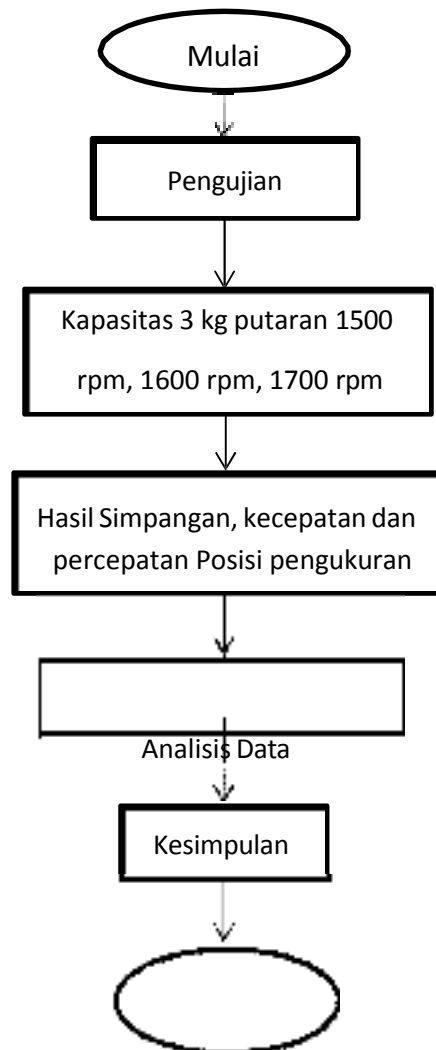 Mulai
Pengujian
Kapasitas 3 kg putaran 1500
rpm, 1600 rpm, 1700 rpm
Hasil Simpangan, kecepatan dan
percepatan Posisi pengukuran
Analisis Data
Kesimpulan